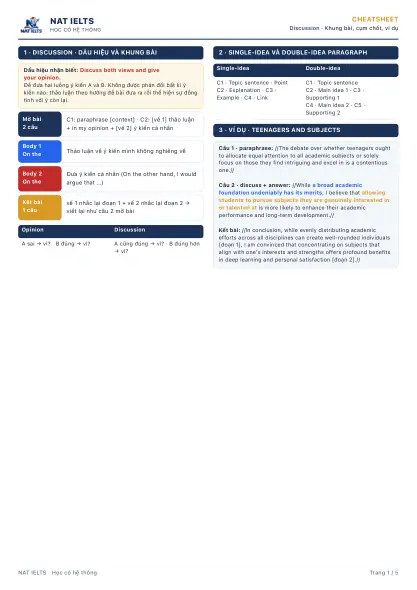 NAT IELTS
HỌC CÓ HỆ THỐNG
CHEATSHEET
Discussion · Khung bài, cụm chốt, ví dụ
1 · DISCUSSION · DẤU HIỆU VÀ KHUNG BÀI
Dấu hiệu nhận biết: Discuss both views and give
your opinion.
Đề đưa hai luồng ý kiến A và B. Không được phản đối bất kì ý
kiến nào: thảo luận theo hướng đề bài đưa ra rồi thể hiện sự đồng
tình với ý còn lại.
Mở bài
2 câu
C1: paraphrase [context] · C2: [vế 1] thảo luận
+ in my opinion + [vế 2] ý kiến cá nhân
Body 1
On the
Thảo luận về ý kiến mình không nghiêng về
Body 2
On the
Đưa ý kiến cá nhân (On the other hand, I would
argue that ...)
Kết bài
1 câu
vế 1 nhắc lại đoạn 1 + vế 2 nhắc lại đoạn 2 →
viết lại như câu 2 mở bài
Opinion
Discussion
A sai → vì? B đúng → vì?
A cũng đúng → vì? B đúng hơn
→ vì?
2 · SINGLE-IDEA VÀ DOUBLE-IDEA PARAGRAPH
Single-idea
Double-idea
C1 · Topic sentence · Point
C2 · Explanation · C3 ·
Example · C4 · Link
C1 · Topic sentence
C2 · Main idea 1 · C3 ·
Supporting 1
C4 · Main idea 2 · C5 ·
Supporting 2
3 · VÍ DỤ · TEENAGERS AND SUBJECTS
Câu 1 - paraphrase: //The debate over whether teenagers ought
to allocate equal attention to all academic subjects or solely
focus on those they find intriguing and excel in is a contentious
one.//
Câu 2 - discuss + answer: //While a broad academic
foundation undeniably has its merits, I believe that allowing
students to pursue subjects they are genuinely interested in
or talented at is more likely to enhance their academic
performance and long-term development.//
Kết bài: //In conclusion, while evenly distributing academic
efforts across all disciplines can create well-rounded individuals
[đoạn 1], I am convinced that concentrating on subjects that
align with one's interests and strengths offers profound benefits
in deep learning and personal satisfaction [đoạn 2].//
NAT IELTS · Học có hệ thống
Trang 1 / 5